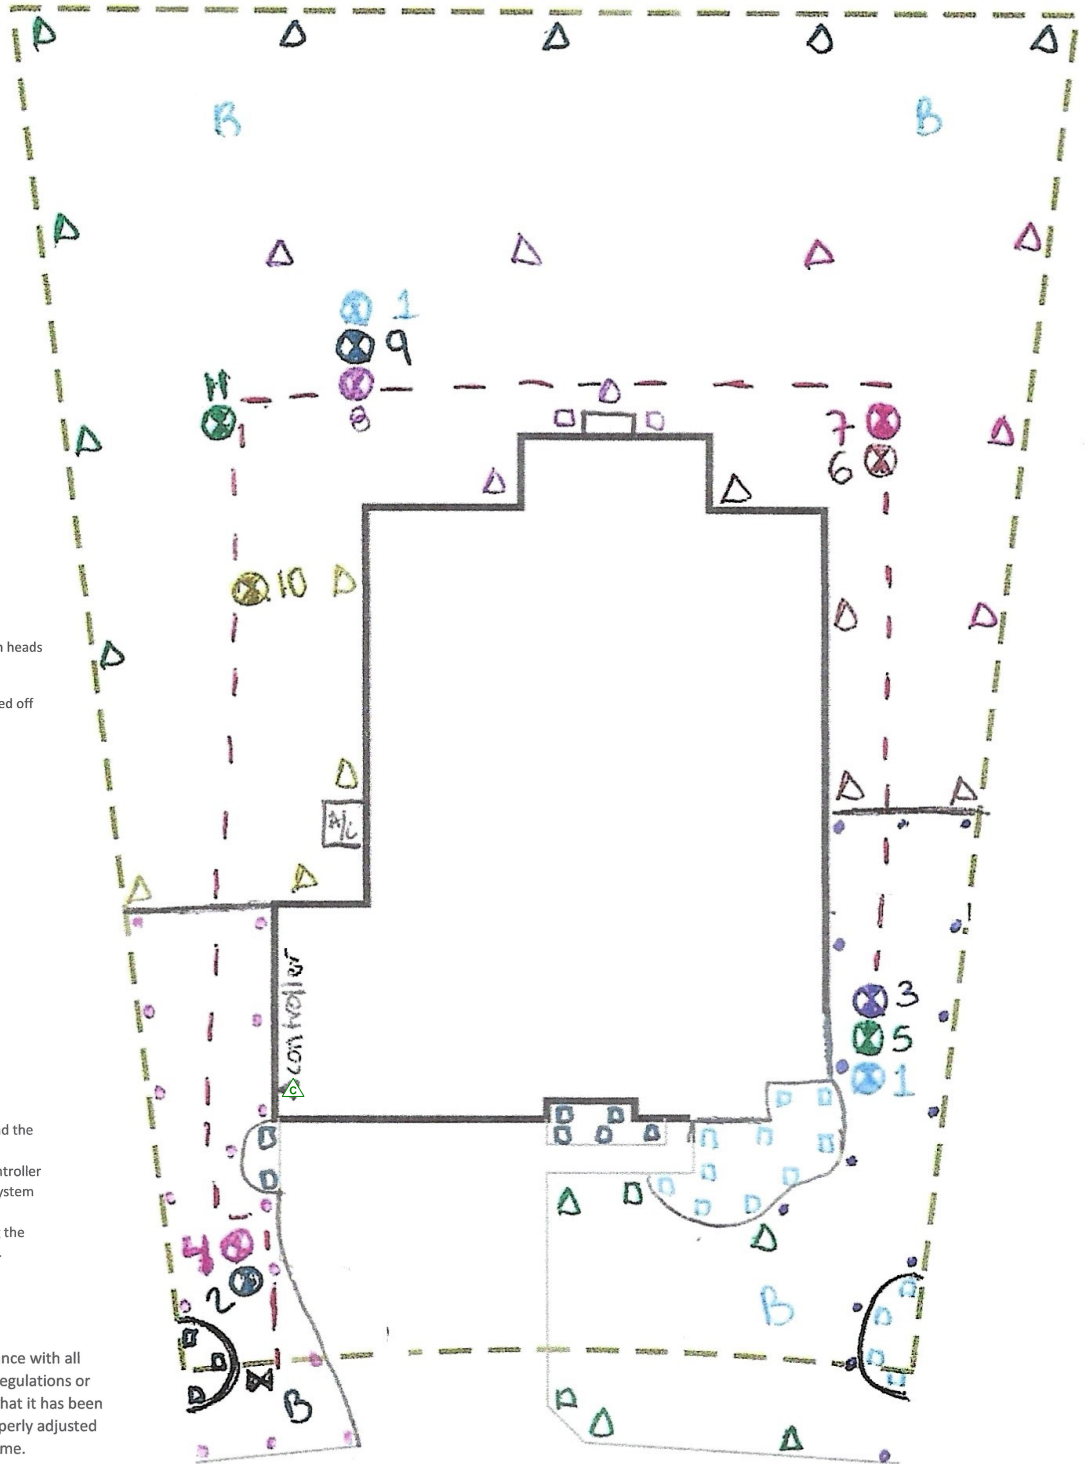 B
B
1
9
11
8
7
6
10
n heads
ed off
A/C
controller
C
3
5
1
nd the
ntroller
ystem
the
4
2
B
nce with all
egulations or
hat it has been
perly adjusted
me.
B